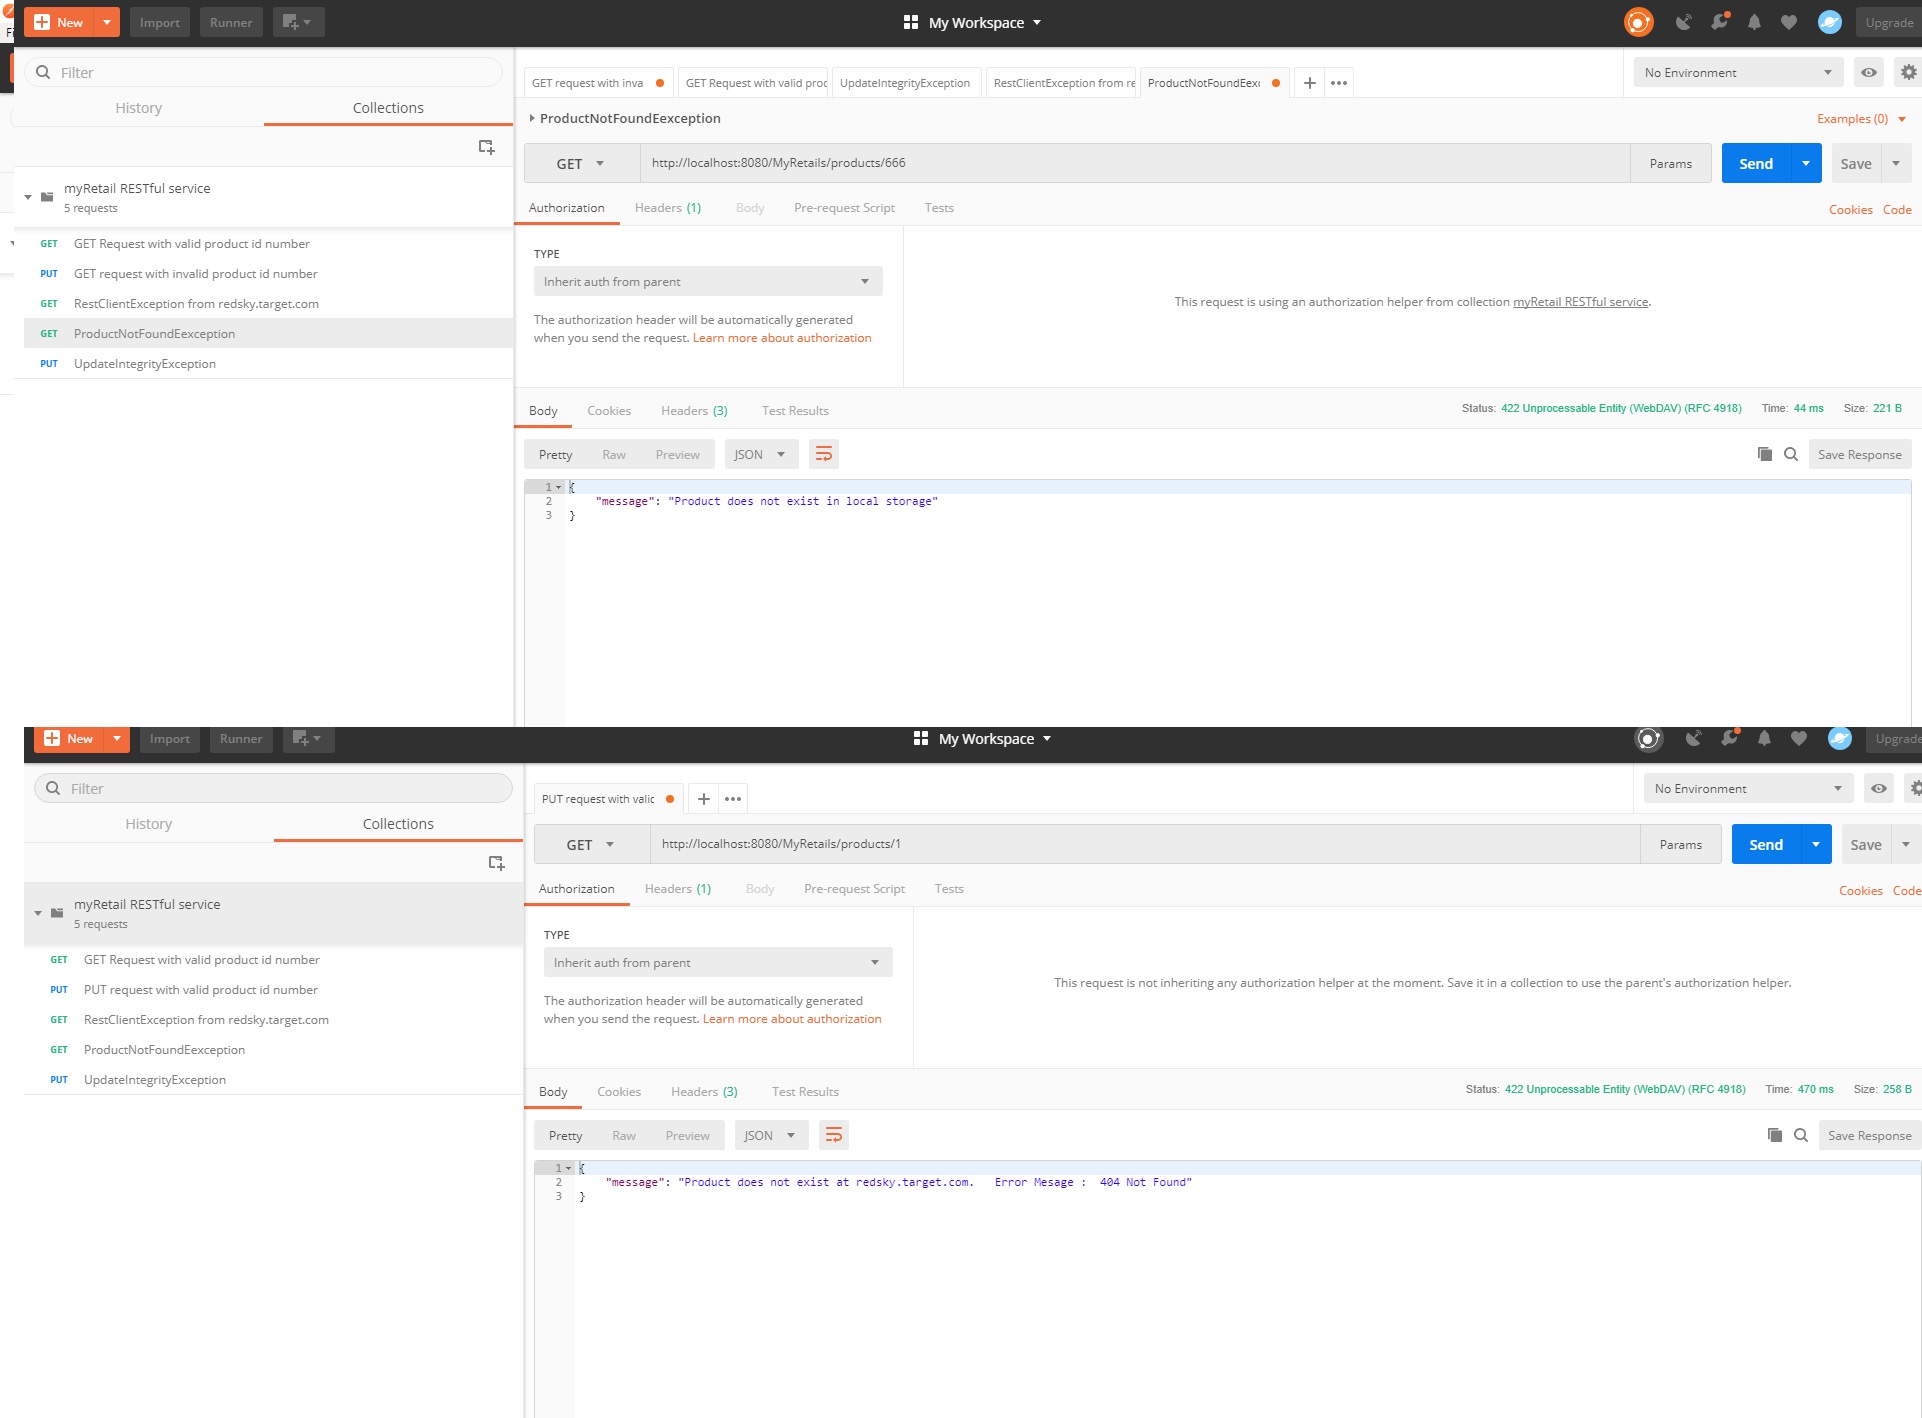 New Import Runner My Workspace Upgrade
Fi
Filter
History Collections
myRetail RESTful service
5 requests
GET GET Request with valid product id number
PUT GET request with invalid product id number
GET RestClientException from redsky.target.com
GET ProductNotFoundEexception
PUT UpdateIntegrityException
GET request with inva GET Request with valid proc UpdateIntegrityException RestClientException from re ProductNotFoundEexc No Environment
ProductNotFoundEexception Examples (0)
GET http://localhost:8080/MyRetails/products/666 Params Send Save
Authorization Headers (1) Body Pre-request Script Tests Cookies Code
TYPE
Inherit auth from parent
The authorization header will be automatically generated
when you send the request. Learn more about authorization
This request is using an authorization helper from collection myRetail RESTful service.
Body Cookies Headers (3) Test Results Status: 422 Unprocessable Entity (WebDAV) (RFC 4918) Time: 44 ms Size: 221 B
Pretty Raw Preview JSON Save Response
1 {
2 "message": "Product does not exist in local storage"
3 }
New Import Runner My Workspace Upgrade
Filter
History Collections
myRetail RESTful service
5 requests
GET GET Request with valid product id number
PUT PUT request with valid product id number
GET RestClientException from redsky.target.com
GET ProductNotFoundEexception
PUT UpdateIntegrityException
PUT request with valic No Environment
GET http://localhost:8080/MyRetails/products/1 Params Send Save
Authorization Headers (1) Body Pre-request Script Tests Cookies Code
TYPE
Inherit auth from parent
The authorization header will be automatically generated
when you send the request. Learn more about authorization
This request is not inheriting any authorization helper at the moment. Save it in a collection to use the parent's authorization helper.
Body Cookies Headers (3) Test Results Status: 422 Unprocessable Entity (WebDAV) (RFC 4918) Time: 470 ms Size: 258 B
Pretty Raw Preview JSON Save Response
1 {
2 "message": "Product does not exist at redsky.target.com.   Error Mesage :  404 Not Found"
3 }